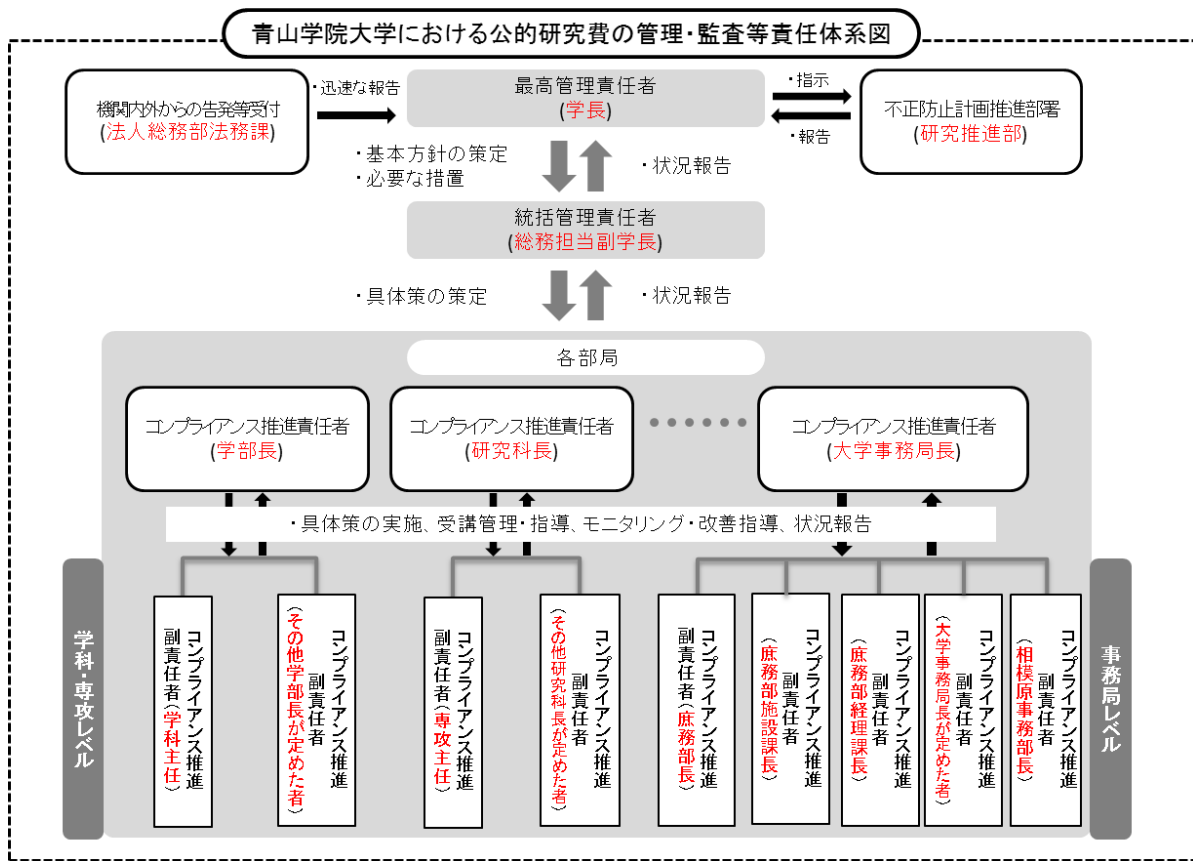 青山学院大学における公的研究費の管理・監査等責任体系図
機関内外からの告発等受付
(法人総務部法務課)
・迅速な報告
最高管理責任者
(学長)
・指示
・報告
不正防止計画推進部署
(研究推進部)
・基本方針の策定
・必要な措置
・状況報告
統括管理責任者
(総務担当副学長)
・具体策の策定
・状況報告
各部局
コンプライアンス推進責任者
(学部長)
コンプライアンス推進責任者
(研究科長)
コンプライアンス推進責任者
(大学事務局長)
・具体策の実施、受講管理・指導、モニタリング・改善指導、状況報告
学科・専攻レベル
コンプライアンス推進
副責任者(学科主任)
コンプライアンス推進
副責任者
(その他学部長が定めた者)
コンプライアンス推進
副責任者(専攻主任)
コンプライアンス推進
副責任者
(その他研究科長が定めた者)
コンプライアンス推進
副責任者(庶務部長)
コンプライアンス推進
副責任者
(庶務部施設課長)
コンプライアンス推進
副責任者
(庶務部経理課長)
コンプライアンス推進
副責任者
(大学事務局長が定めた者)
コンプライアンス推進
副責任者
(相模原事務部長)
事務局レベル